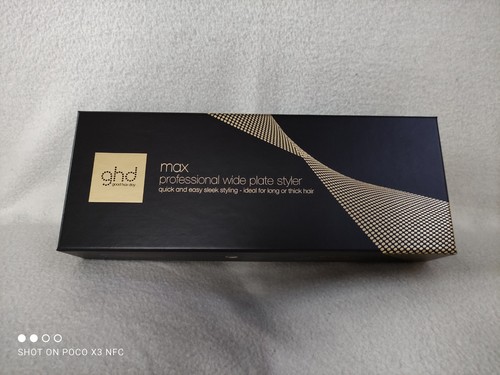 ghd
good hair day
max
professional wide plate styler
quick and easy sleek styling - ideal for long or thick hair
SHOT ON POCO X3 NFC